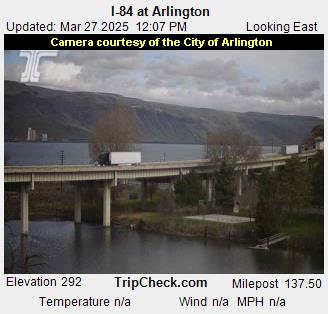 I-84 at Arlington
Updated: Mar 27 2025 12:07 PM Looking East
Camera courtesy of the City of Arlington
Elevation 292 TripCheck.com Milepost 137.50
Temperature n/a Wind n/a MPH n/a